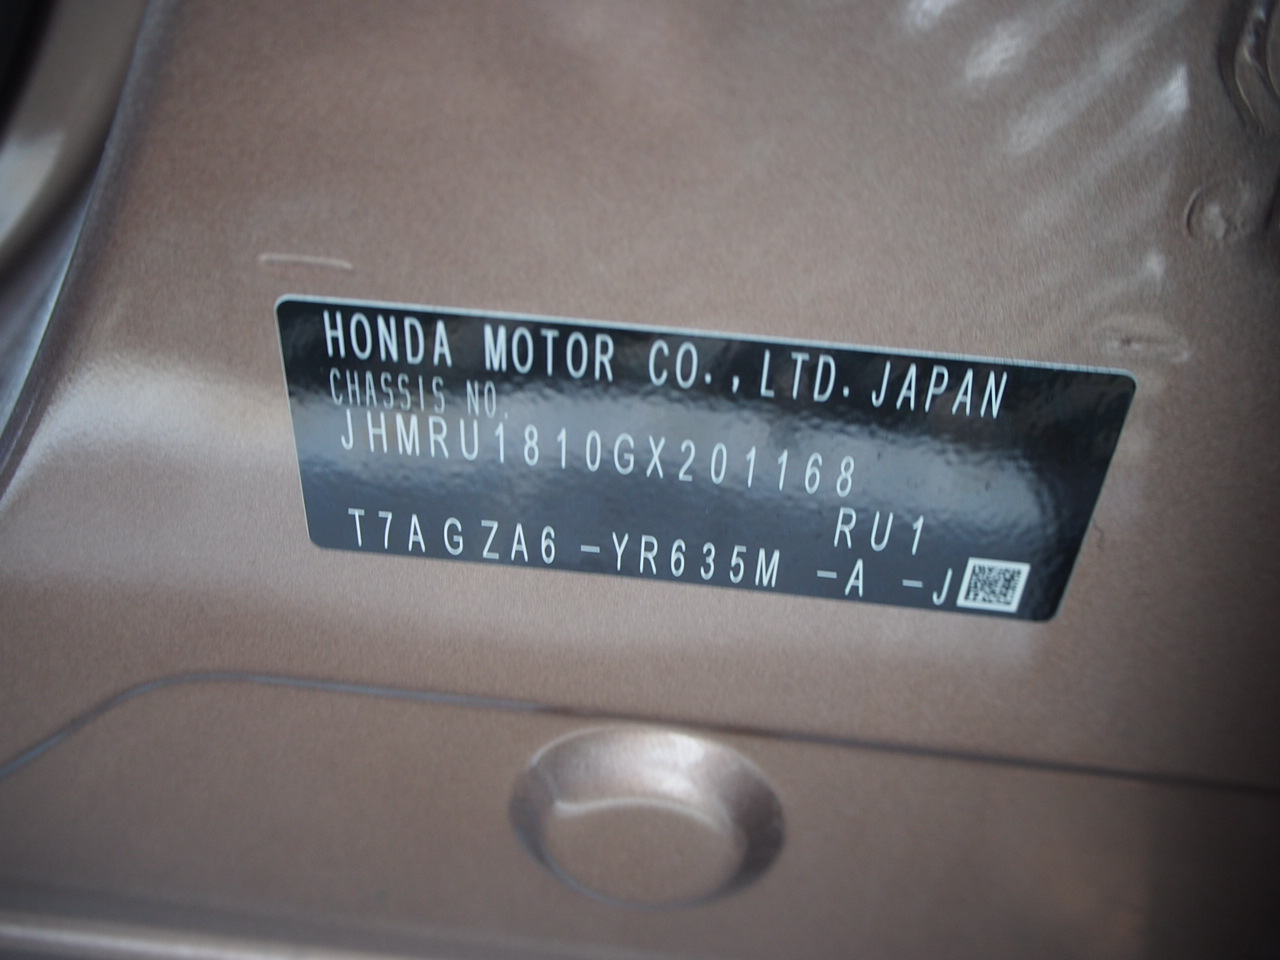 HONDA MOTOR CO.,LTD.JAPAN
CHASSIS NO.
JHMRU1810GX201168
RU1
T7AGZA6-YR635M -A -J